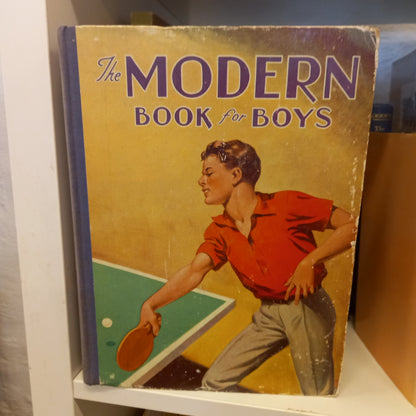 The MODERN
BOOK for BOYS